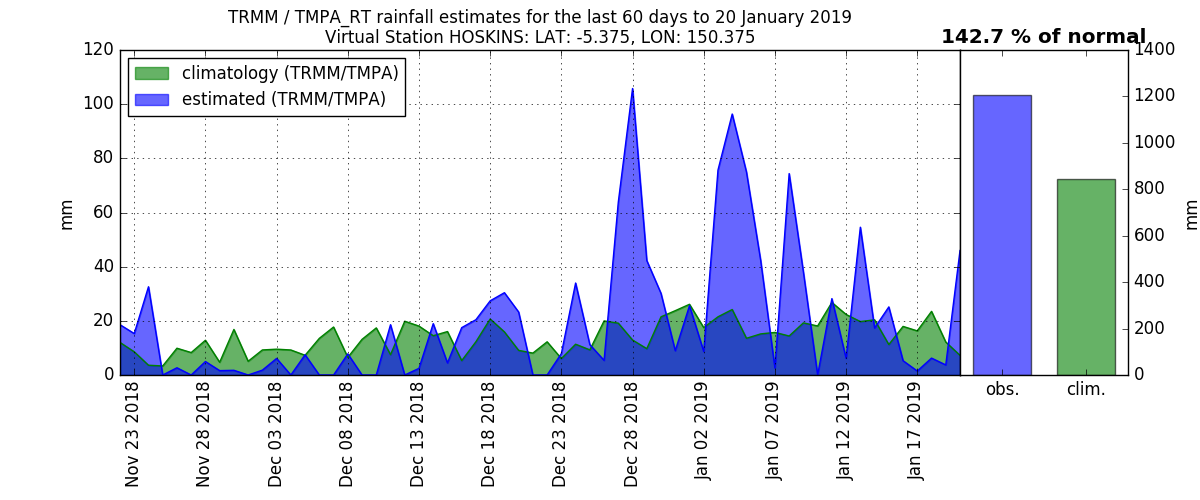 TRMM / TMPA_RT rainfall estimates for the last 60 days to 20 January 2019
Virtual Station HOSKINS: LAT: -5.375, LON: 150.375
142.7 % of normal
climatology (TRMM/TMPA)
estimated (TRMM/TMPA)
mm
120
100
80
60
40
20
0
Nov 23 2018
Nov 28 2018
Dec 03 2018
Dec 08 2018
Dec 13 2018
Dec 18 2018
Dec 23 2018
Dec 28 2018
Jan 02 2019
Jan 07 2019
Jan 12 2019
Jan 17 2019
obs.
clim.
1400
1200
1000
800
600
400
200
0
mm